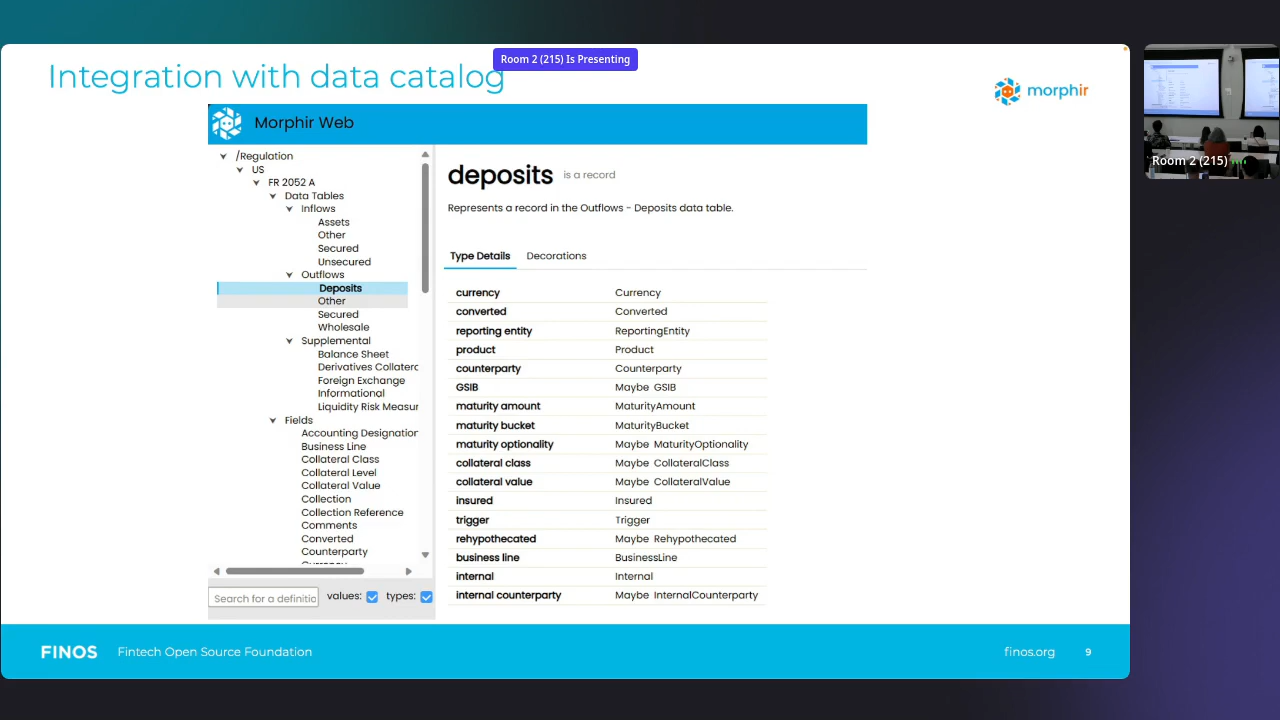 Room 2 (215) Is Presenting
Integration with data catalog
morphir
Morphir Web
/Regulation
US
FR 2052 A
Data Tables
Inflows
Assets
Other
Secured
Unsecured
Outflows
Deposits
Other
Secured
Wholesale
Supplemental
Balance Sheet
Derivatives Collaterc
Foreign Exchange
Informational
Liquidity Risk Measur
Fields
Accounting Designation
Business Line
Collateral Class
Collateral Level
Collateral Value
Collection
Collection Reference
Comments
Converted
Counterparty
Search for a definitic
values:
types:
deposits is a record
Represents a record in the Outflows - Deposits data table.
Type Details Decorations
currency Currency
converted Converted
reporting entity ReportingEntity
product Product
counterparty Counterparty
GSIB Maybe GSIB
maturity amount MaturityAmount
maturity bucket MaturityBucket
maturity optionality Maybe MaturityOptionality
collateral class Maybe CollateralClass
collateral value Maybe CollateralValue
insured Insured
trigger Trigger
rehypothecated Maybe Rehypothecated
business line BusinessLine
internal Internal
internal counterparty Maybe InternalCounterparty
FINOS Fintech Open Source Foundation
finos.org 9
Room 2 (215)